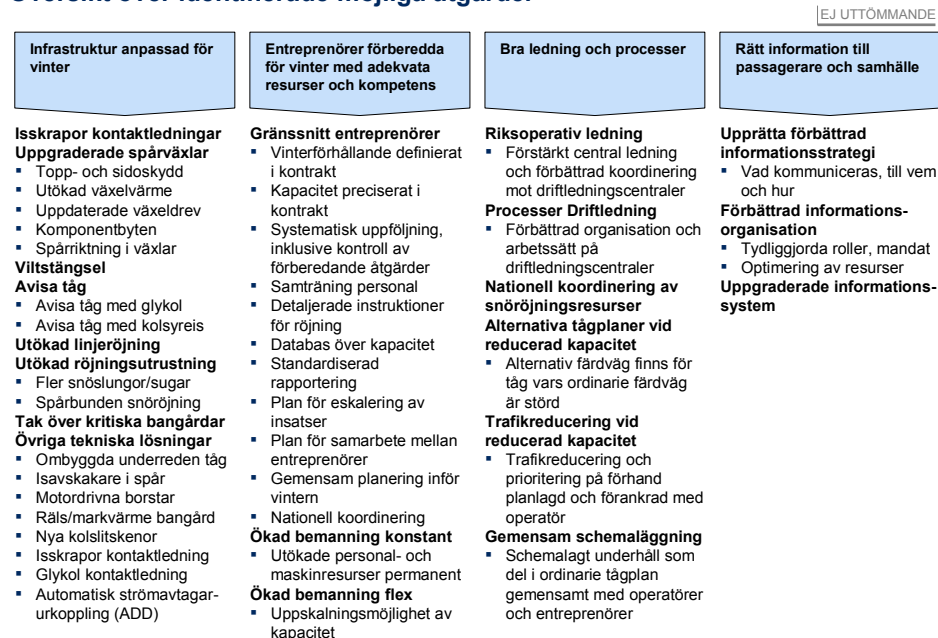 Översikt över identifierade möjliga åtgärder
EJ UTTÖMMANDE
Infrastruktur anpassad för
vinter
Isskrapor kontaktledningar
Uppgraderade spårväxlar
▪ Topp- och sidoskydd
▪ Utökad växelvärme
▪ Uppdaterade växeldrev
▪ Komponentbyten
▪ Spårriktning i växlar
Viltstängsel
Avisa tåg
▪ Avisa tåg med glykol
▪ Avisa tåg med kolsyreis
Utökad linjeröjning
Utökad röjningsutrustning
▪ Fler snöslungor/sugar
▪ Spårbunden snöröjning
Tak över kritiska bangårdar
Övriga tekniska lösningar
▪ Ombyggda underreden tåg
▪ Isavskakare i spår
▪ Motordrivna borstar
▪ Räls/markvärme bangård
▪ Nya kolslitskenor
▪ Isskrapor kontaktledning
▪ Glykol kontaktledning
▪ Automatisk strömavtagar-
urkoppling (ADD)
Entreprenörer förberedda
för vinter med adekvata
resurser och kompetens
Gränssnitt entreprenörer
▪ Vinterförhållande definierat
i kontrakt
▪ Kapacitet preciserat i
kontrakt
▪ Systematisk uppföljning,
inklusive kontroll av
förberedande åtgärder
▪ Samträning personal
▪ Detaljerade instruktioner
för röjning
▪ Databas över kapacitet
▪ Standardiserad
rapportering
▪ Plan för eskalering av
insatser
▪ Plan för samarbete mellan
entreprenörer
▪ Gemensam planering inför
vintern
▪ Nationell koordinering
Ökad bemanning konstant
▪ Utökade personal- och
maskinresurser permanent
Ökad bemanning flex
▪ Uppskalningsmöjlighet av
kapacitet
Bra ledning och processer
Riksoperativ ledning
▪ Förstärkt central ledning
och förbättrad koordinering
mot driftledningscentraler
Processer Driftledning
▪ Förbättrad organisation och
arbetssätt på
driftledningscentraler
Nationell koordinering av
snöröjningsresurser
Alternativa tågplaner vid
reducerad kapacitet
▪ Alternativ färdväg finns för
tåg vars ordinarie färdväg
är störd
Trafikreducering vid
reducerad kapacitet
▪ Trafikreducering och
prioritering på förhand
planlagd och förankrad med
operatör
Gemensam schemaläggning
▪ Schemalagt underhåll som
del i ordinarie tågplan
gemensamt med operatörer
och entreprenörer
Rätt information till
passagerare och samhälle
Upprätta förbättrad
informationsstrategi
▪ Vad kommuniceras, till vem
och hur
Förbättrad informations-
organisation
▪ Tydliggjorda roller, mandat
▪ Optimering av resurser
Uppgraderade informations-
system